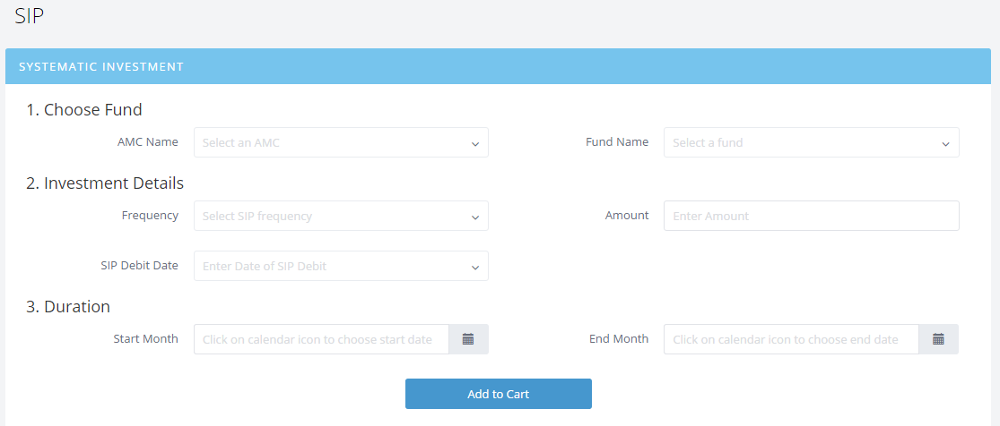 SIP
SYSTEMATIC INVESTMENT
1. Choose Fund
AMC Name Select an AMC Fund Name Select a fund
2. Investment Details
Frequency Select SIP frequency Amount Enter Amount
SIP Debit Date Enter Date of SIP Debit
3. Duration
Start Month Click on calendar icon to choose start date End Month Click on calendar icon to choose end date
Add to Cart